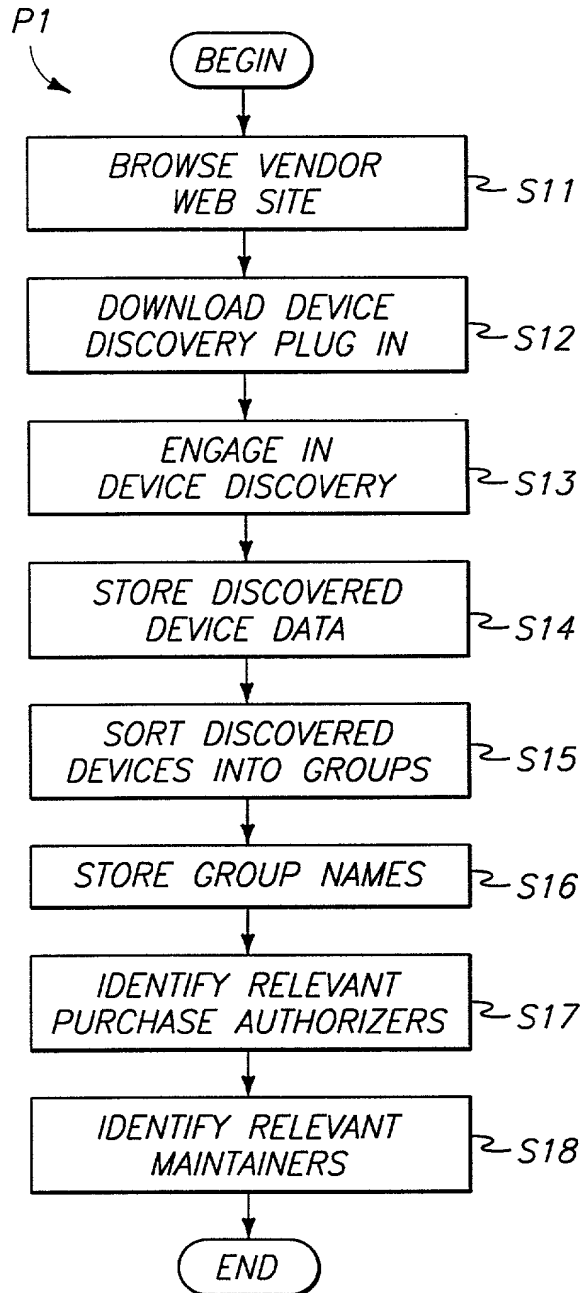 P1
BEGIN
BROWSE VENDOR
WEB SITE
S11
DOWNLOAD DEVICE
DISCOVERY PLUG IN
S12
ENGAGE IN
DEVICE DISCOVERY
S13
STORE DISCOVERED
DEVICE DATA
S14
SORT DISCOVERED
DEVICES INTO GROUPS
S15
STORE GROUP NAMES
S16
IDENTIFY RELEVANT
PURCHASE AUTHORIZERS
S17
IDENTIFY RELEVANT
MAINTAINERS
S18
END